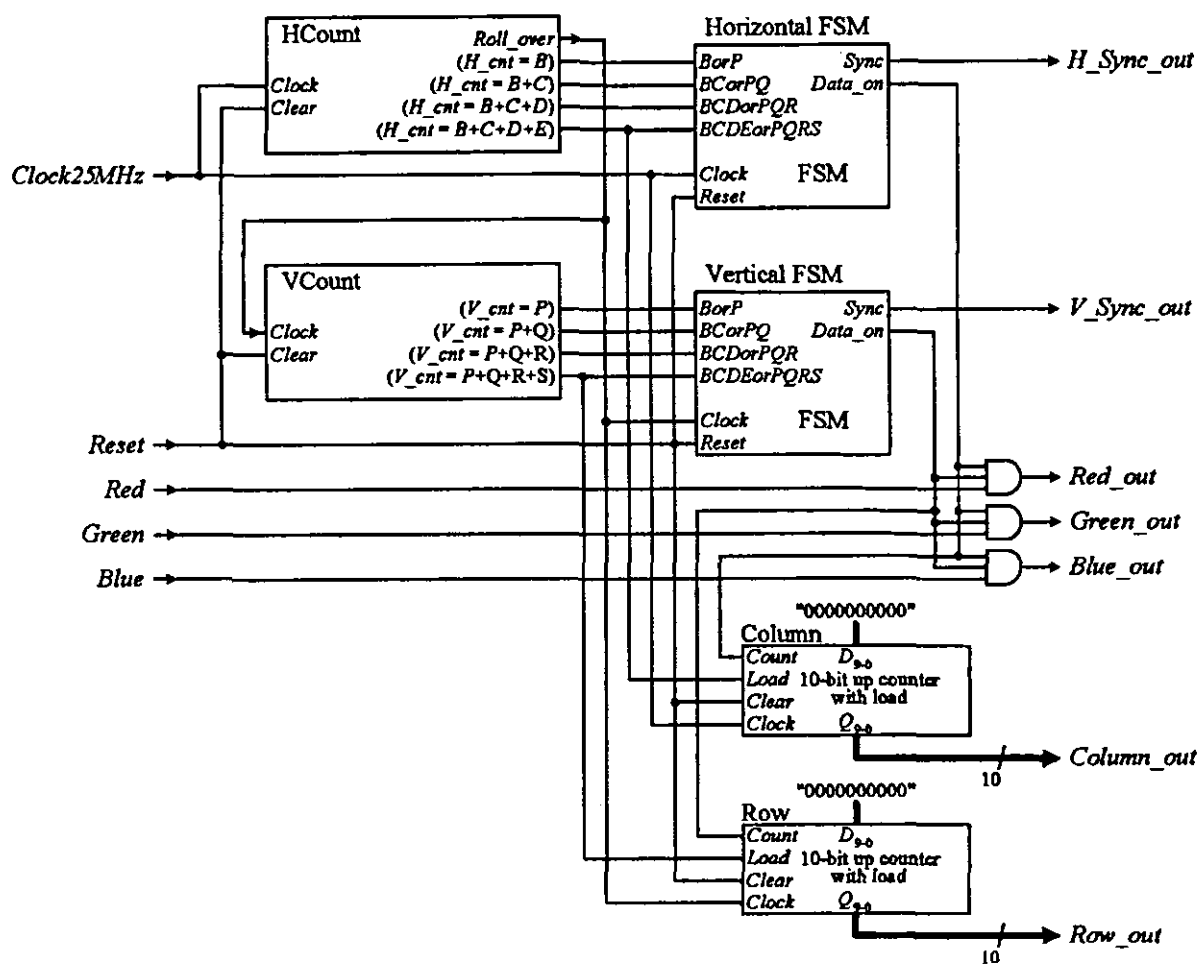 HCount
Roll_over
(H_cnt = B)
(H_cnt = B+C)
(H_cnt = B+C+D)
(H_cnt = B+C+D+E)
Clock
Clear
Horizontal FSM
BorP
BCorPQ
BCDorPQR
BCDEorPQRS
Sync
Data_on
Clock
FSM
Reset
H_Sync_out
Clock25MHz
VCount
(V_cnt = P)
(V_cnt = P+Q)
(V_cnt = P+Q+R)
(V_cnt = P+Q+R+S)
Clock
Clear
Vertical FSM
BorP
BCorPQ
BCDorPQR
BCDEorPQRS
Sync
Data_on
Clock
FSM
Reset
V_Sync_out
Reset
Red
Green
Blue
Red_out
Green_out
Blue_out
"0000000000"
Column
Count
D9-0
Load
10-bit up counter
with load
Clear
Clock
Q9-0
10
Column_out
"0000000000"
Row
Count
D9-0
Load
10-bit up counter
with load
Clear
Clock
Q9-0
10
Row_out